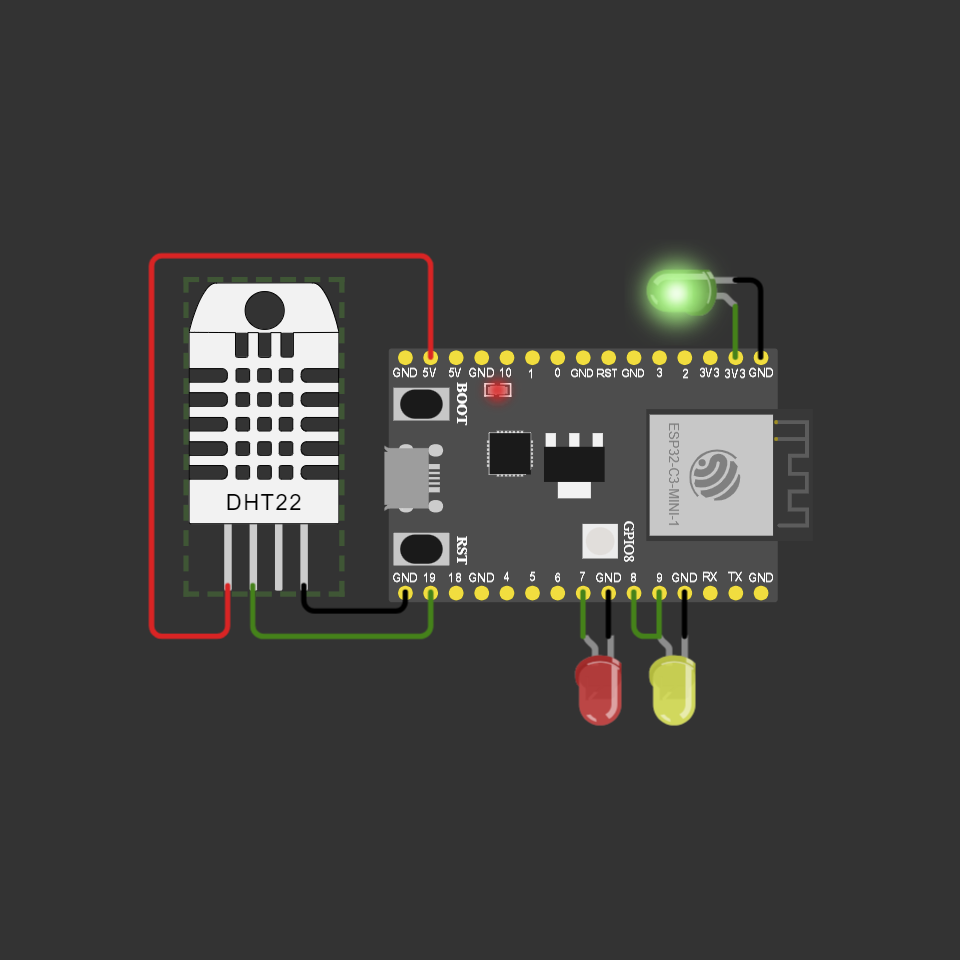 GND 5V 5V GND 10 1 0 GND RST GND 3 2 3V3 3V3 GND
BOOT
ESP32-C3-MINI-1
DHT22
GPIO8
RST
GND 19 18 GND 4 5 6 7 GND 8 9 GND RX TX GND